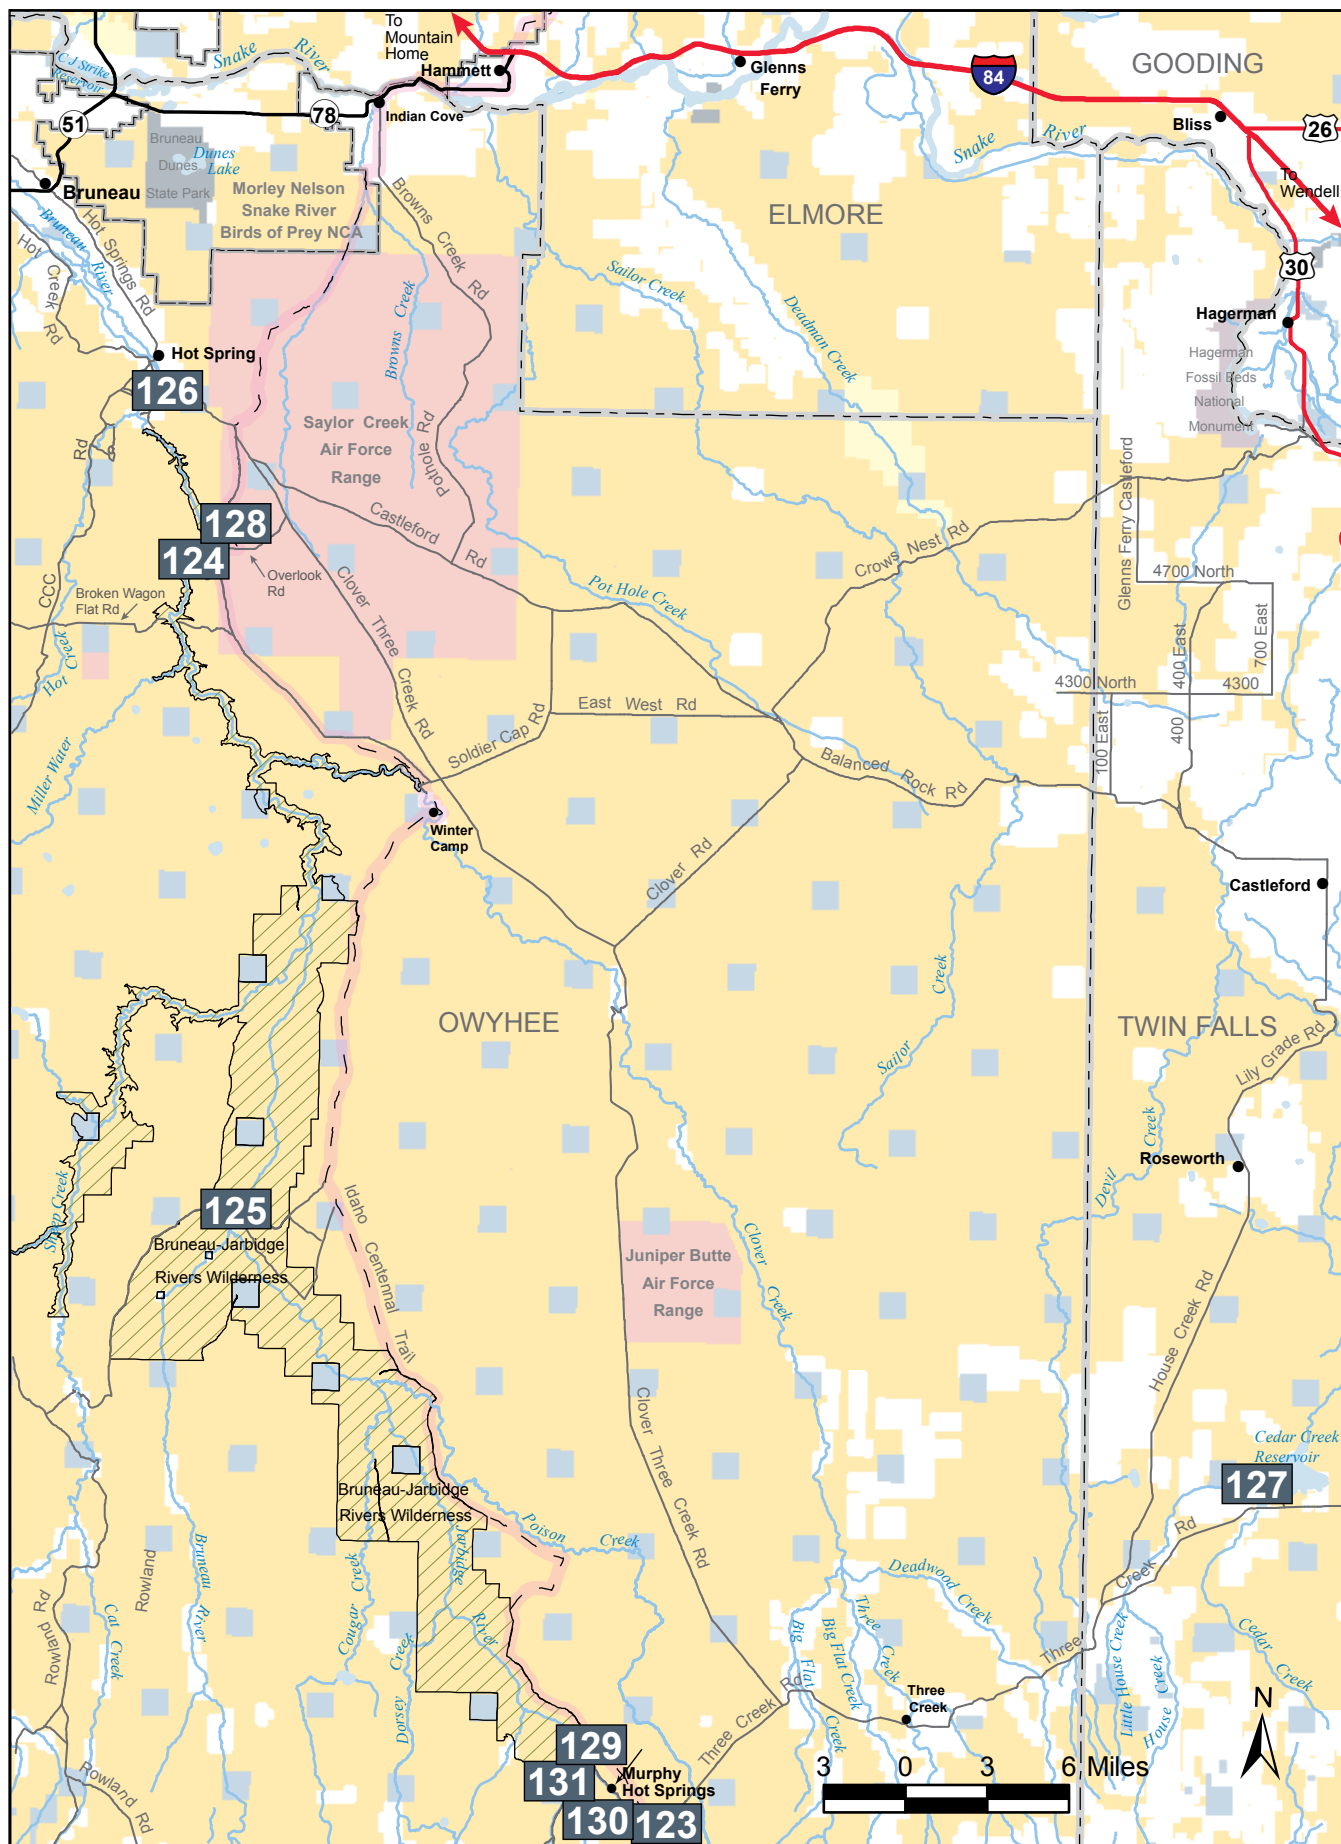 To
Mountain
Home
Snake River
C J Strike
Reservoir
Hammett
Glenns
Ferry
84
GOODING
Bliss
26
78
Indian Cove
51
Bruneau
Dunes
State Park
Dunes
Lake
Snake River
To
Wendell
Bruneau
Morley Nelson
Snake River
Birds of Prey NCA
Browns Creek Rd
ELMORE
Hot Springs Rd
Bruneau River
Hot Creek Rd
Browns Creek
Sailor Creek
Deadman Creek
30
Hagerman
Hagerman
Fossil Beds
National
Monument
Hot Spring
126
Saylor Creek
Air Force
Range
Pothole Rd
Glenns Ferry Castleford
CCC Rd
128
124
Castleford Rd
Overlook
Rd
Crows Nest Rd
4700 North
Broken Wagon
Flat Rd
Pot Hole Creek
Clover Three Creek Rd
400 East
700 East
Hot Creek
4300 North
4300
East West Rd
Soldier Cap Rd
100 East
400
Miller Water
Balanced Rock Rd
Winter
Camp
Clover Rd
Castleford
Sailor Creek
OWYHEE
TWIN FALLS
Lily Grade Rd
Devil Creek
Roseworth
Sheep Creek
125
Idaho Centennial Trail
Clover Creek
Bruneau-Jarbidge
Rivers Wilderness
Juniper Butte
Air Force
Range
House Creek Rd
Clover Three Creek Rd
Cedar Creek
Reservoir
127
Bruneau-Jarbidge
Rivers Wilderness
Poison Creek
Jarbidge River
Rowland
Rowland Rd
Bruneau River
Cat Creek
Cougar Creek
Dorsey Creek
Deadwood Creek
Three Creek
Big Flat Creek
Big Flat Creek
Three Creek Rd
Little House Creek
House Creek
Cedar Creek
Three
Creek
Three Creek Rd
N
Rowland Rd
129
131
130
123
Murphy
Hot Springs
3 0 3 6 Miles